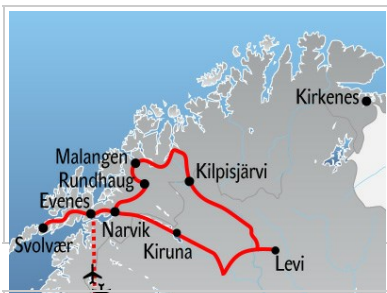 Kirkenes
Malangen
Rundhaug
Kilpisjärvi
Evenes
Svolvær
Narvik
Kiruna
Levi